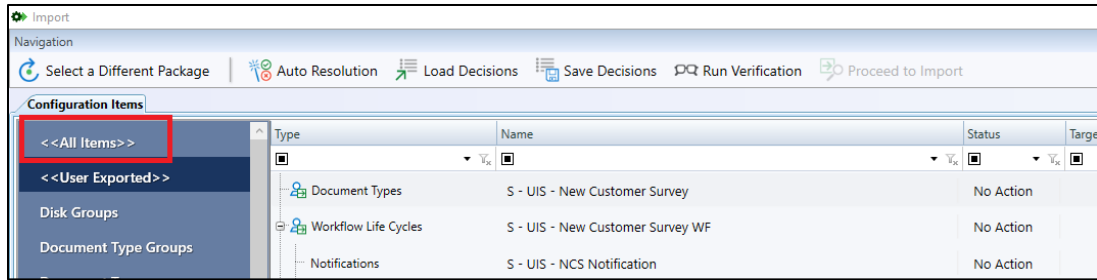 Import
Navigation
Select a Different Package Auto Resolution Load Decisions Save Decisions Run Verification Proceed to Import
Configuration Items
<<All Items>>
<<User Exported>>
Disk Groups
Document Type Groups
Type Name Status Targe
Document Types S - UIS - New Customer Survey No Action
Workflow Life Cycles S - UIS - New Customer Survey WF No Action
Notifications S - UIS - NCS Notification No Action